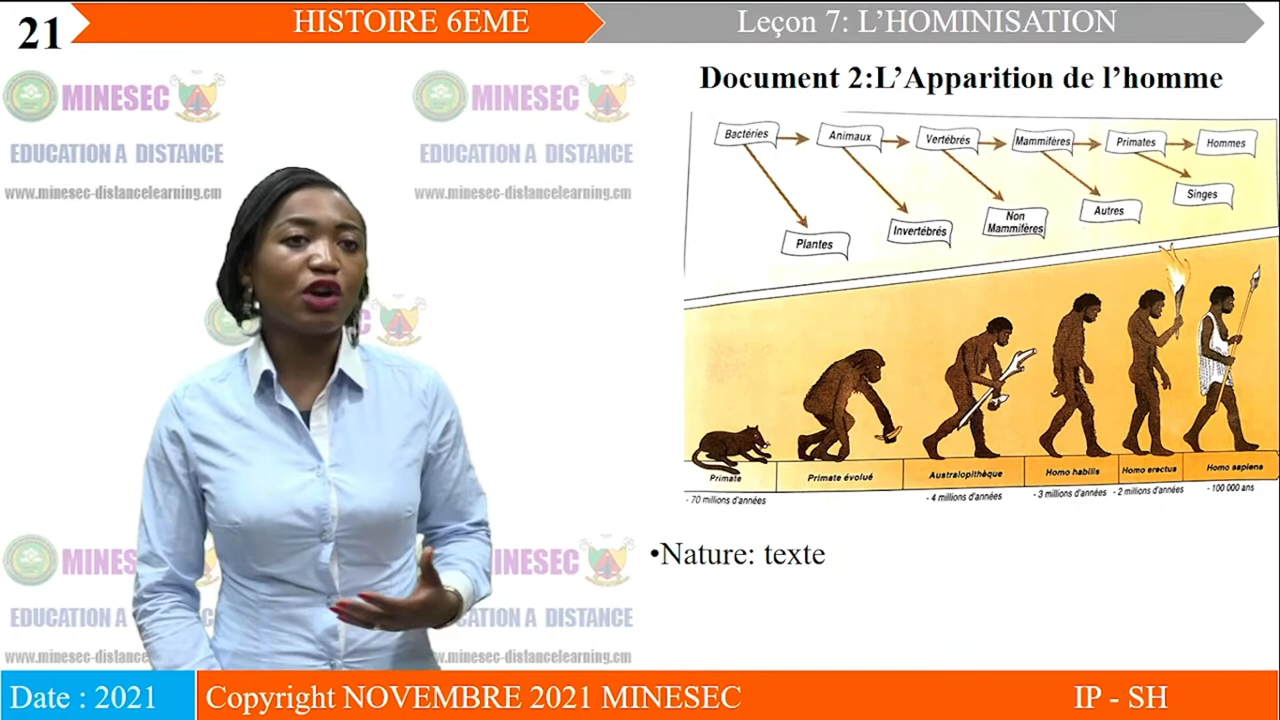 21
HISTOIRE 6EME
Leçon 7: L’HOMINISATION
MINESEC
EDUCATION A DISTANCE
www.minesec-distancelearning.cm
MINESEC
EDUCATION A DISTANCE
www.minesec-distancelearning.cm
Document 2:L’Apparition de l’homme
Bactéries
Animaux
Vertébrés
Mammifères
Primates
Hommes
Plantes
Invertébrés
Non
Mammifères
Autres
Singes
Primate
Primate évolué
Australopithèque
Homo habilis
Homo erectus
Homo sapiens
- 70 millions d'années
- 4 millions d'années
- 3 millions d'années
- 2 millions d'années
- 100 000 ans
•Nature: texte
C
MINESEC
EDUCATION A DISTANCE
www.minesec-distance
INESEC
CATION A DISTANCE
w.minesec-distancelearning.cm
Date : 2021
Copyright NOVEMBRE 2021 MINESEC
IP - SH